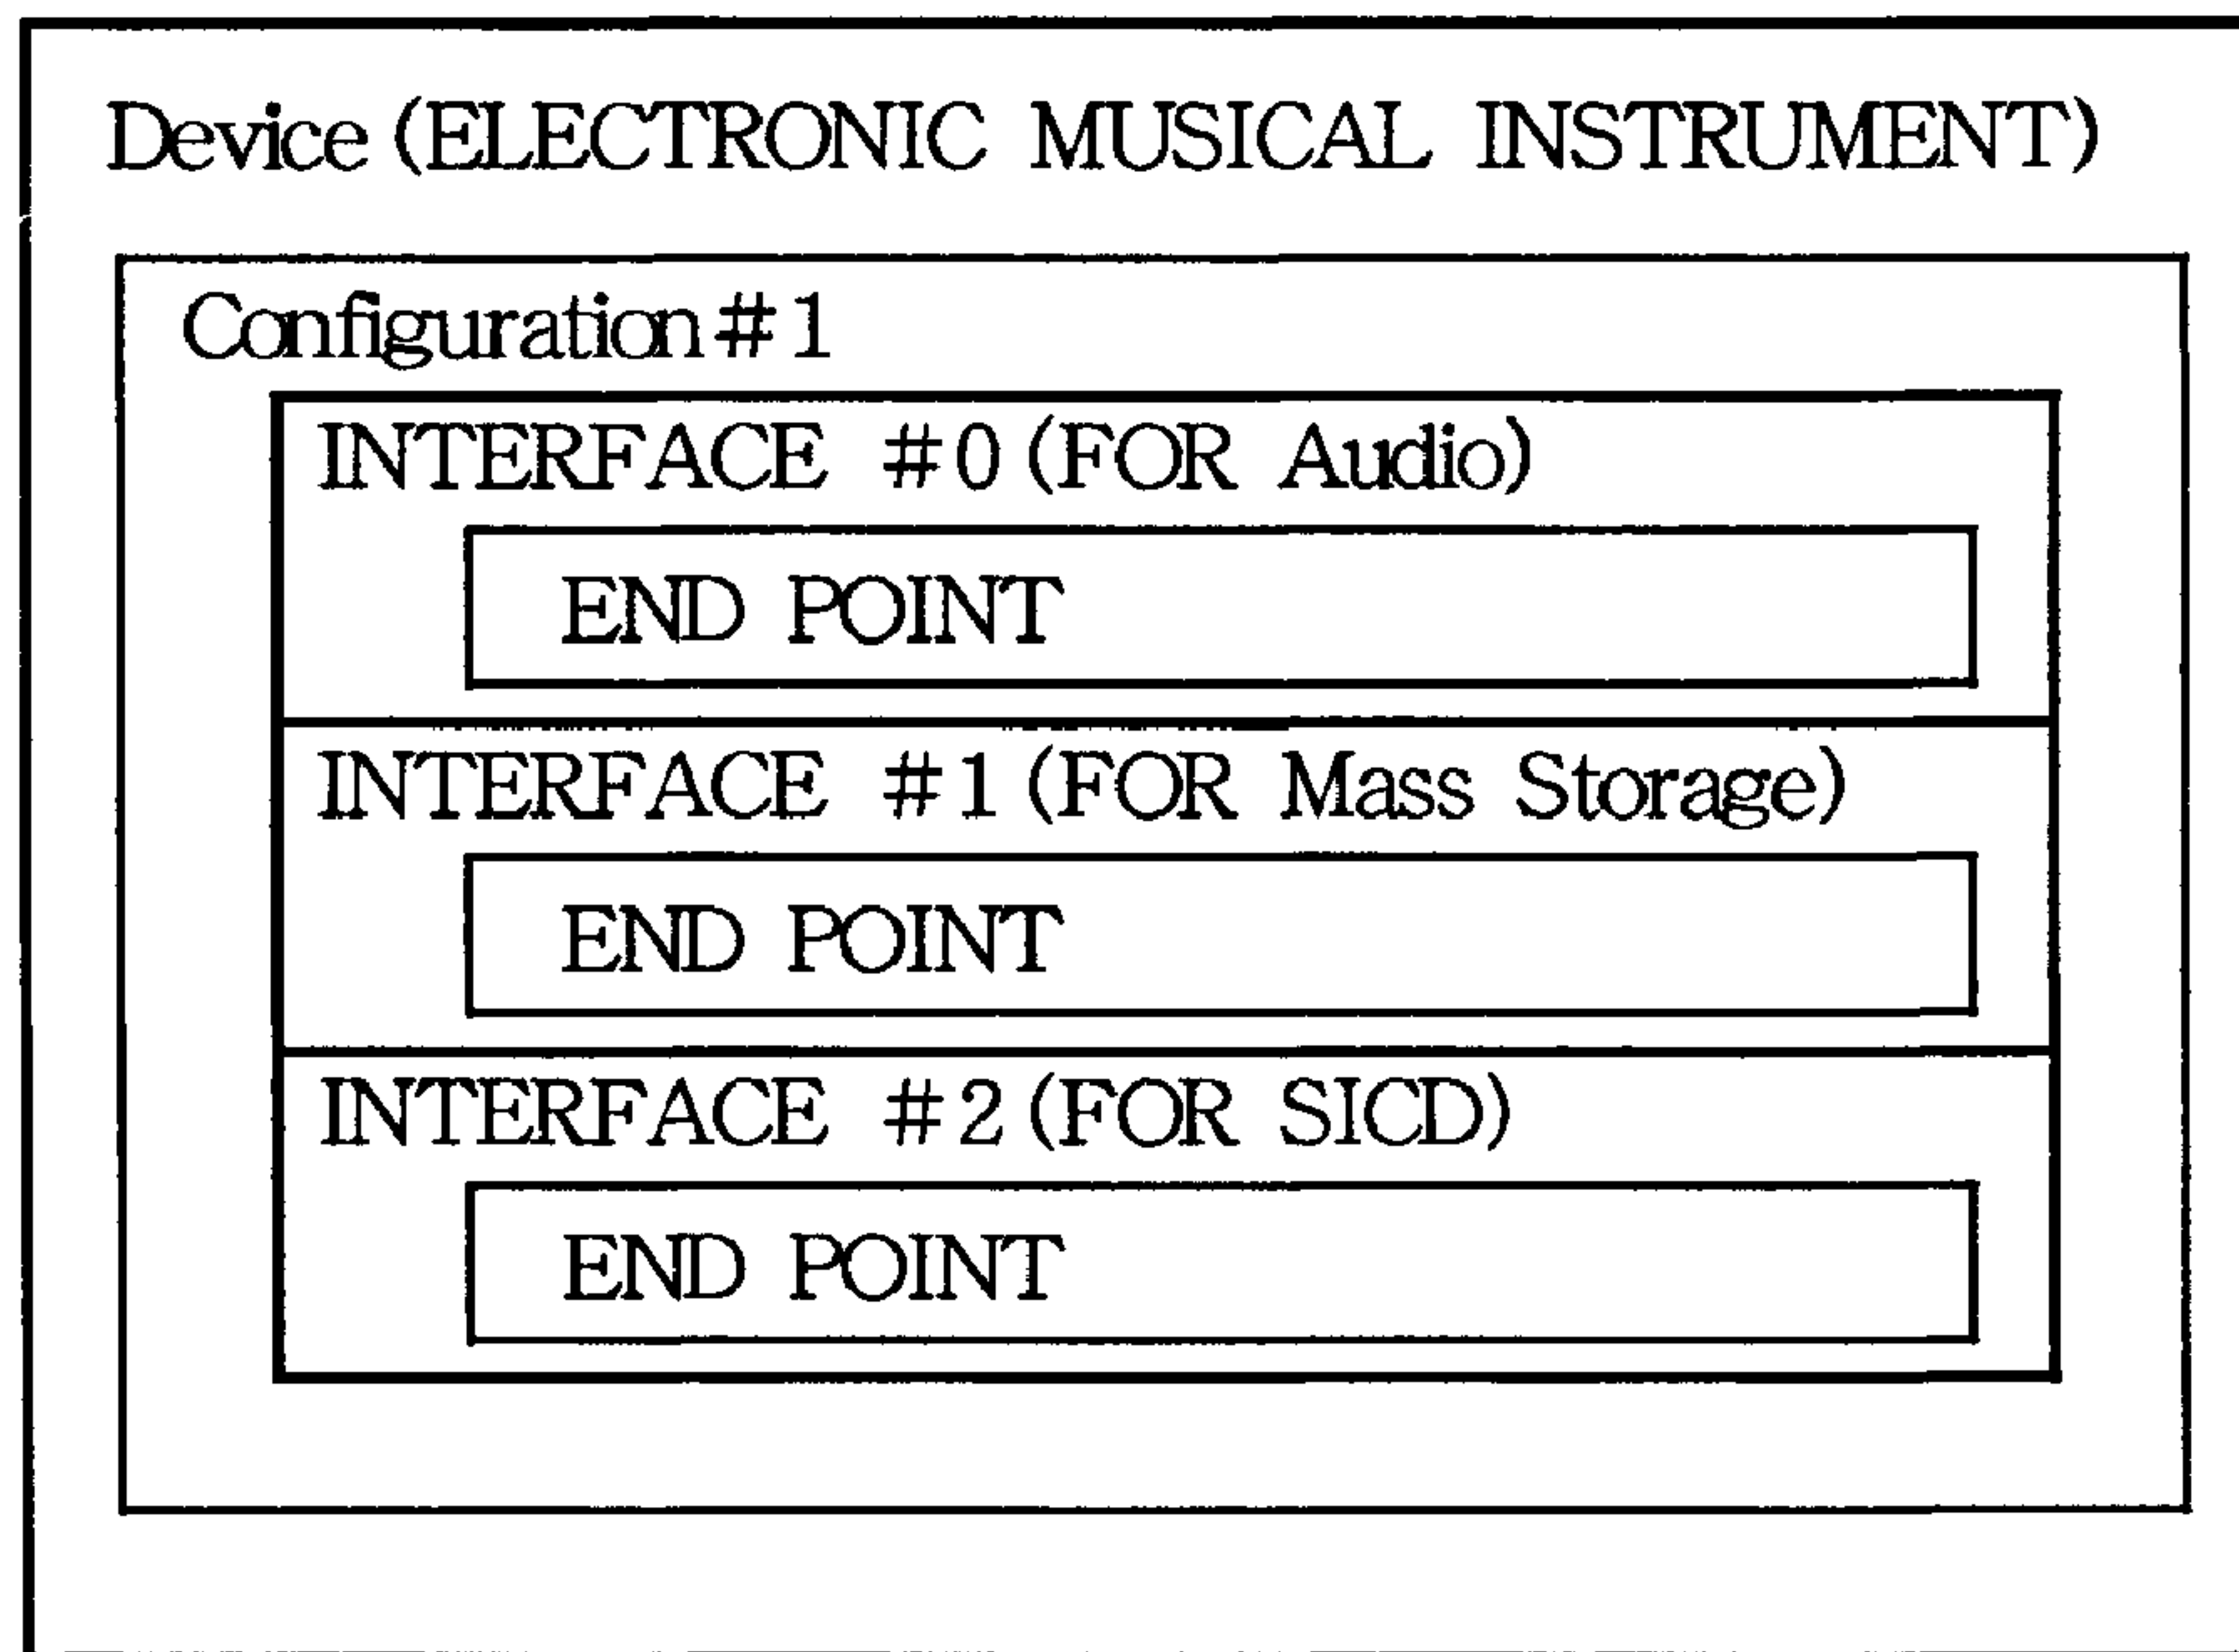 Device (ELECTRONIC MUSICAL INSTRUMENT)
Configuration #1
INTERFACE #0 (FOR Audio)
END POINT
INTERFACE #1 (FOR Mass Storage)
END POINT
INTERFACE #2 (FOR SICD)
END POINT